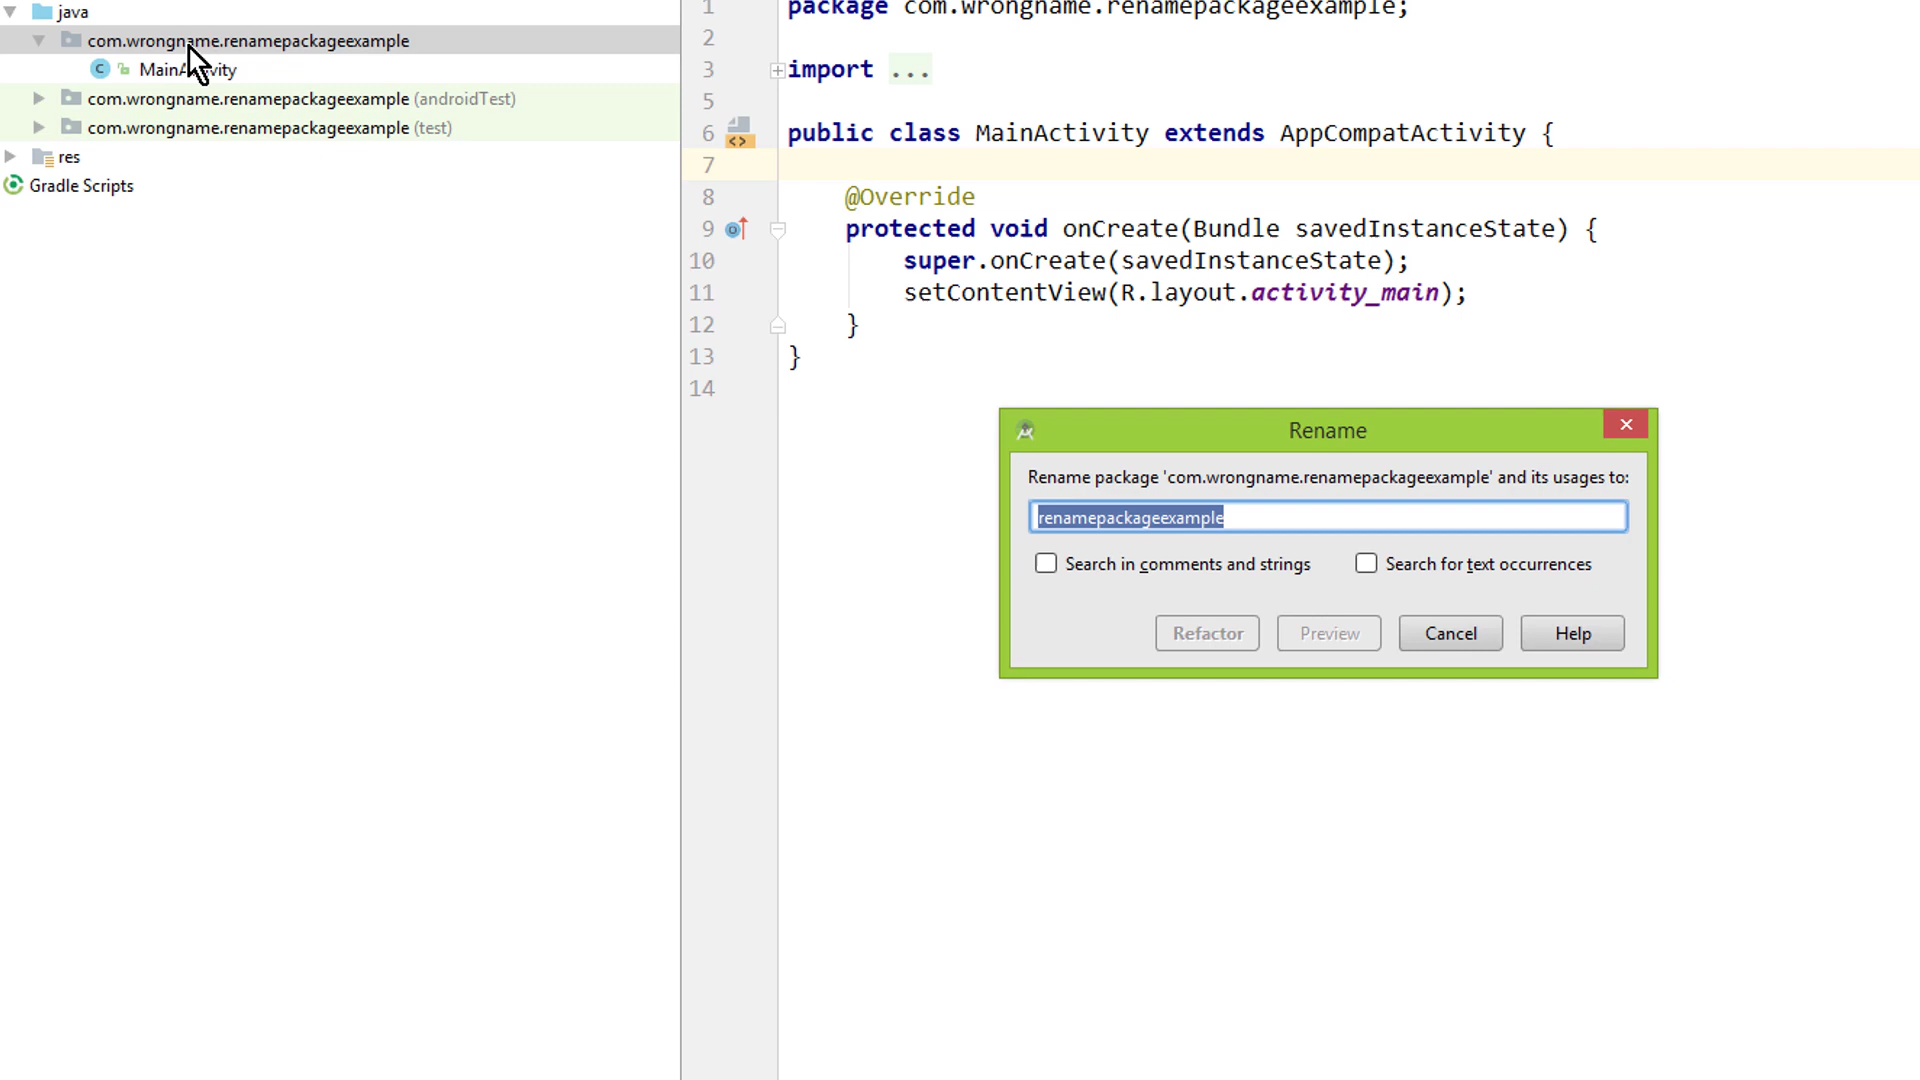 java
com.wrongname.renamepackageexample
MainActivity
com.wrongname.renamepackageexample (androidTest)
com.wrongname.renamepackageexample (test)
res
Gradle Scripts
1 package com.wrongname.renamepackageexample;
2
3 import ...
5
6 public class MainActivity extends AppCompatActivity {
7
8 @Override
9 protected void onCreate(Bundle savedInstanceState) {
10 super.onCreate(savedInstanceState);
11 setContentView(R.layout.activity_main);
12 }
13 }
14
Rename
Rename package 'com.wrongname.renamepackageexample' and its usages to:
renamepackageexample
Search in comments and strings Search for text occurrences
Refactor Preview Cancel Help